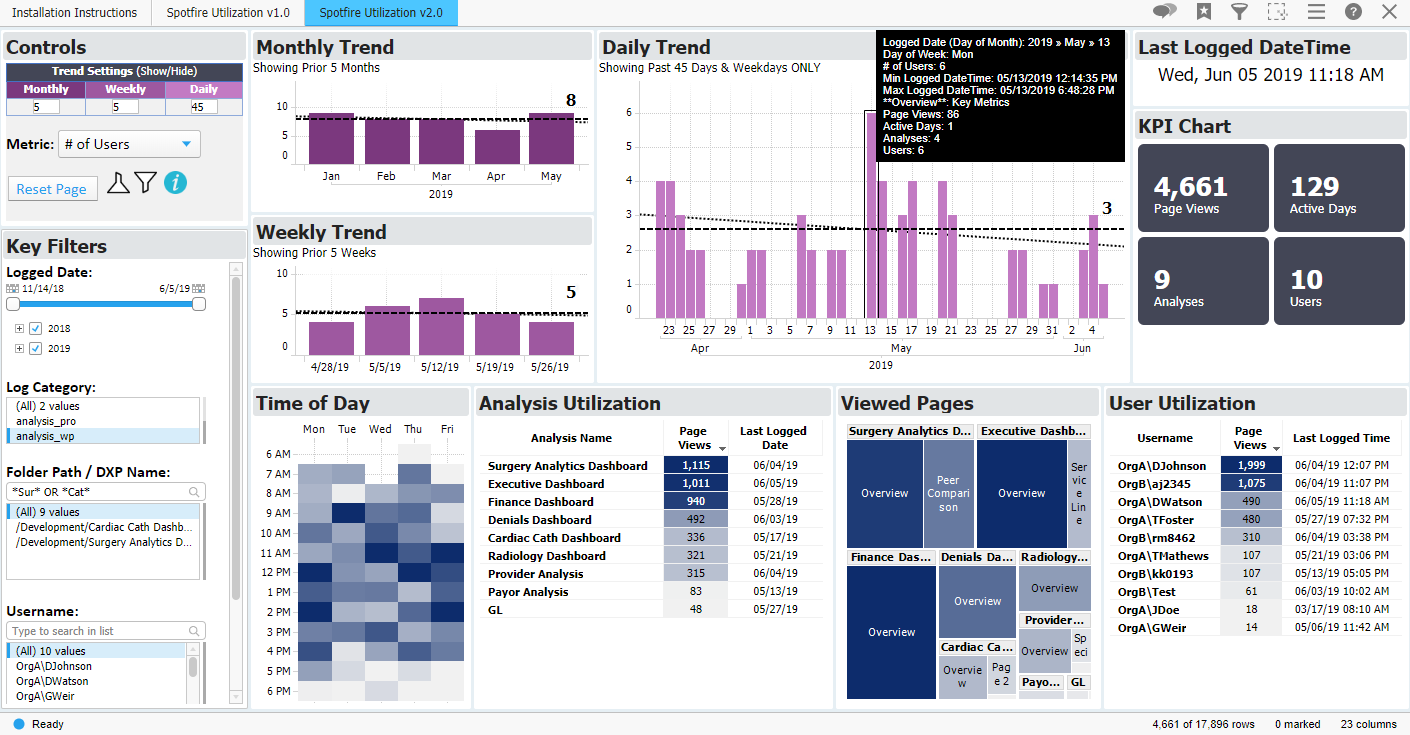 Installation Instructions
Spotfire Utilization v1.0
Spotfire Utilization v2.0
Controls
Trend Settings (Show/Hide)
Monthly Weekly Daily
5 5 45
Metric: # of Users
Reset Page
i
Key Filters
Logged Date:
11/14/18 6/5/19
2018
2019
Log Category:
(All) 2 values
analysis_pro
analysis_wp
Folder Path / DXP Name:
*Sur* OR *Cat*
(All) 9 values
/Development/Cardiac Cath Dashb...
/Development/Surgery Analytics D...
Username:
Type to search in list
(All) 10 values
OrgA\DJohnson
OrgA\DWatson
OrgA\GWeir
Monthly Trend
Showing Prior 5 Months
10
5
0
8
Jan Feb Mar Apr May
2019
Weekly Trend
Showing Prior 5 Weeks
10
5
0
5
4/28/19 5/5/19 5/12/19 5/19/19 5/26/19
Daily Trend
Showing Past 45 Days & Weekdays ONLY
Logged Date (Day of Month): 2019 » May » 13
Day of Week: Mon
# of Users: 6
Min Logged DateTime: 05/13/2019 12:14:35 PM
Max Logged DateTime: 05/13/2019 6:48:28 PM
**Overview**: Key Metrics
Page Views: 86
Active Days: 1
Analyses: 4
Users: 6
6
5
4
3
2
1
0
3
23 25 27 29 1 3 5 7 9 11 13 15 17 19 21 23 25 27 29 31 2 4
Apr May Jun
2019
Last Logged DateTime
Wed, Jun 05 2019 11:18 AM
KPI Chart
4,661
Page Views
129
Active Days
9
Analyses
10
Users
Time of Day
Mon Tue Wed Thu Fri
6 AM
7 AM
8 AM
9 AM
10 AM
11 AM
12 PM
1 PM
2 PM
3 PM
4 PM
5 PM
6 PM
Analysis Utilization
Analysis Name Page Views Last Logged Date
Surgery Analytics Dashboard 1,115 06/04/19
Executive Dashboard 1,011 06/05/19
Finance Dashboard 940 05/28/19
Denials Dashboard 492 06/03/19
Cardiac Cath Dashboard 336 05/17/19
Radiology Dashboard 321 05/21/19
Provider Analysis 315 06/04/19
Payor Analysis 83 05/13/19
GL 48 05/27/19
Viewed Pages
Surgery Analytics D... Executive Dashb...
Overview
Peer
Compari
son
Overview
Ser
vic
e
Lin
e
Finance Das... Denials Da... Radiology...
Overview
Overview
Overview
Provider...
Overview
Sp
eci
Cardiac Ca...
Overvie
w
Pag
e 2
Payo... GL
User Utilization
Username Page Views Last Logged Time
OrgA\DJohnson 1,999 06/04/19 12:07 PM
OrgB\aj2345 1,075 06/04/19 11:07 PM
OrgA\DWatson 490 06/05/19 11:18 AM
OrgA\TFoster 480 05/27/19 07:32 PM
OrgB\rm8462 310 06/04/19 03:38 PM
OrgA\TMathews 107 05/21/19 03:06 PM
OrgB\kk0193 107 05/13/19 05:05 PM
OrgB\Test 61 06/03/19 10:02 AM
OrgA\JDoe 18 03/17/19 08:10 AM
OrgA\GWeir 14 05/06/19 11:42 AM
Ready
4,661 of 17,896 rows 0 marked 23 columns